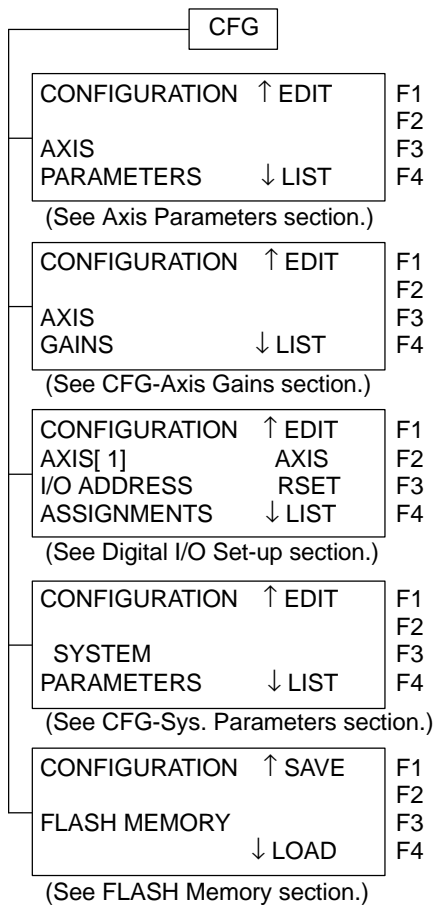 CFG
CONFIGURATION ↑ EDIT F1
F2
AXIS F3
PARAMETERS ↓ LIST F4
(See Axis Parameters section.)
CONFIGURATION ↑ EDIT F1
F2
AXIS F3
GAINS ↓ LIST F4
(See CFG-Axis Gains section.)
CONFIGURATION ↑ EDIT F1
AXIS[ 1] AXIS F2
I/O ADDRESS RSET F3
ASSIGNMENTS ↓ LIST F4
(See Digital I/O Set-up section.)
CONFIGURATION ↑ EDIT F1
F2
SYSTEM F3
PARAMETERS ↓ LIST F4
(See CFG-Sys. Parameters section.)
CONFIGURATION ↑ SAVE F1
F2
FLASH MEMORY F3
↓ LOAD F4
(See FLASH Memory section.)